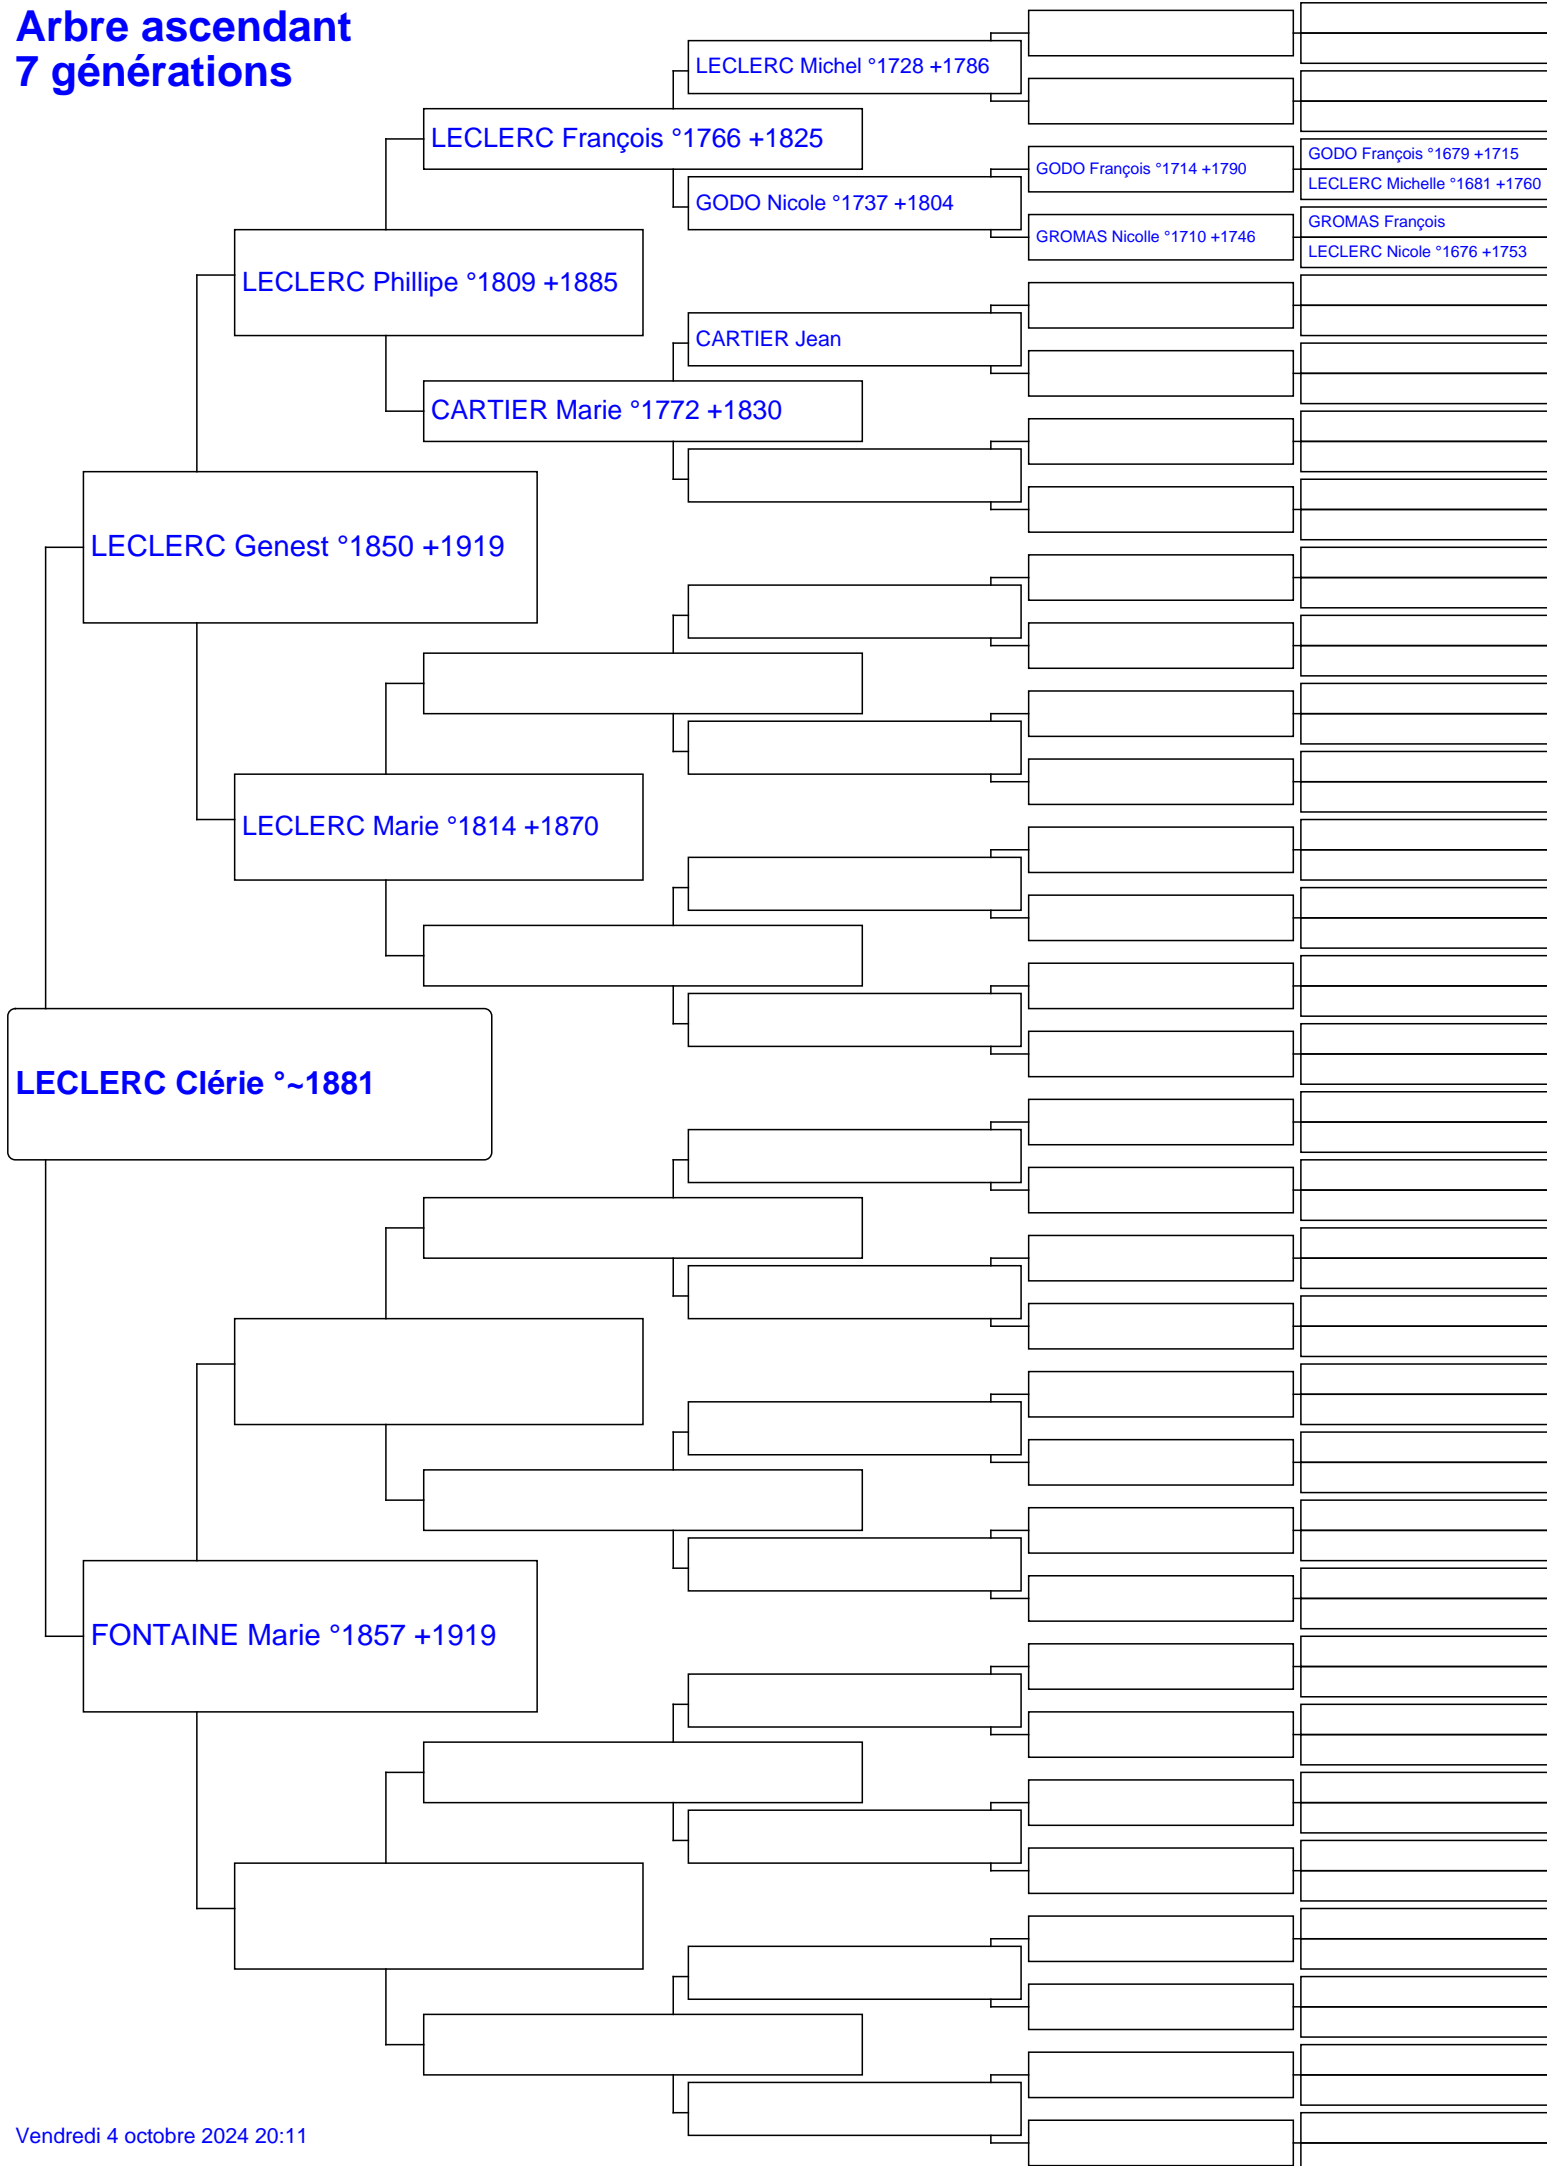 Arbre ascendant
7 générations
LECLERC Michel °1728 +1786
LECLERC François °1766 +1825
GODO François °1679 +1715
GODO François °1714 +1790
LECLERC Michelle °1681 +1760
GODO Nicole °1737 +1804
GROMAS François
GROMAS Nicolle °1710 +1746
LECLERC Nicole °1676 +1753
LECLERC Phillipe °1809 +1885
CARTIER Jean
CARTIER Marie °1772 +1830
LECLERC Genest °1850 +1919
LECLERC Marie °1814 +1870
LECLERC Clérie °~1881
FONTAINE Marie °1857 +1919
Vendredi 4 octobre 2024 20:11